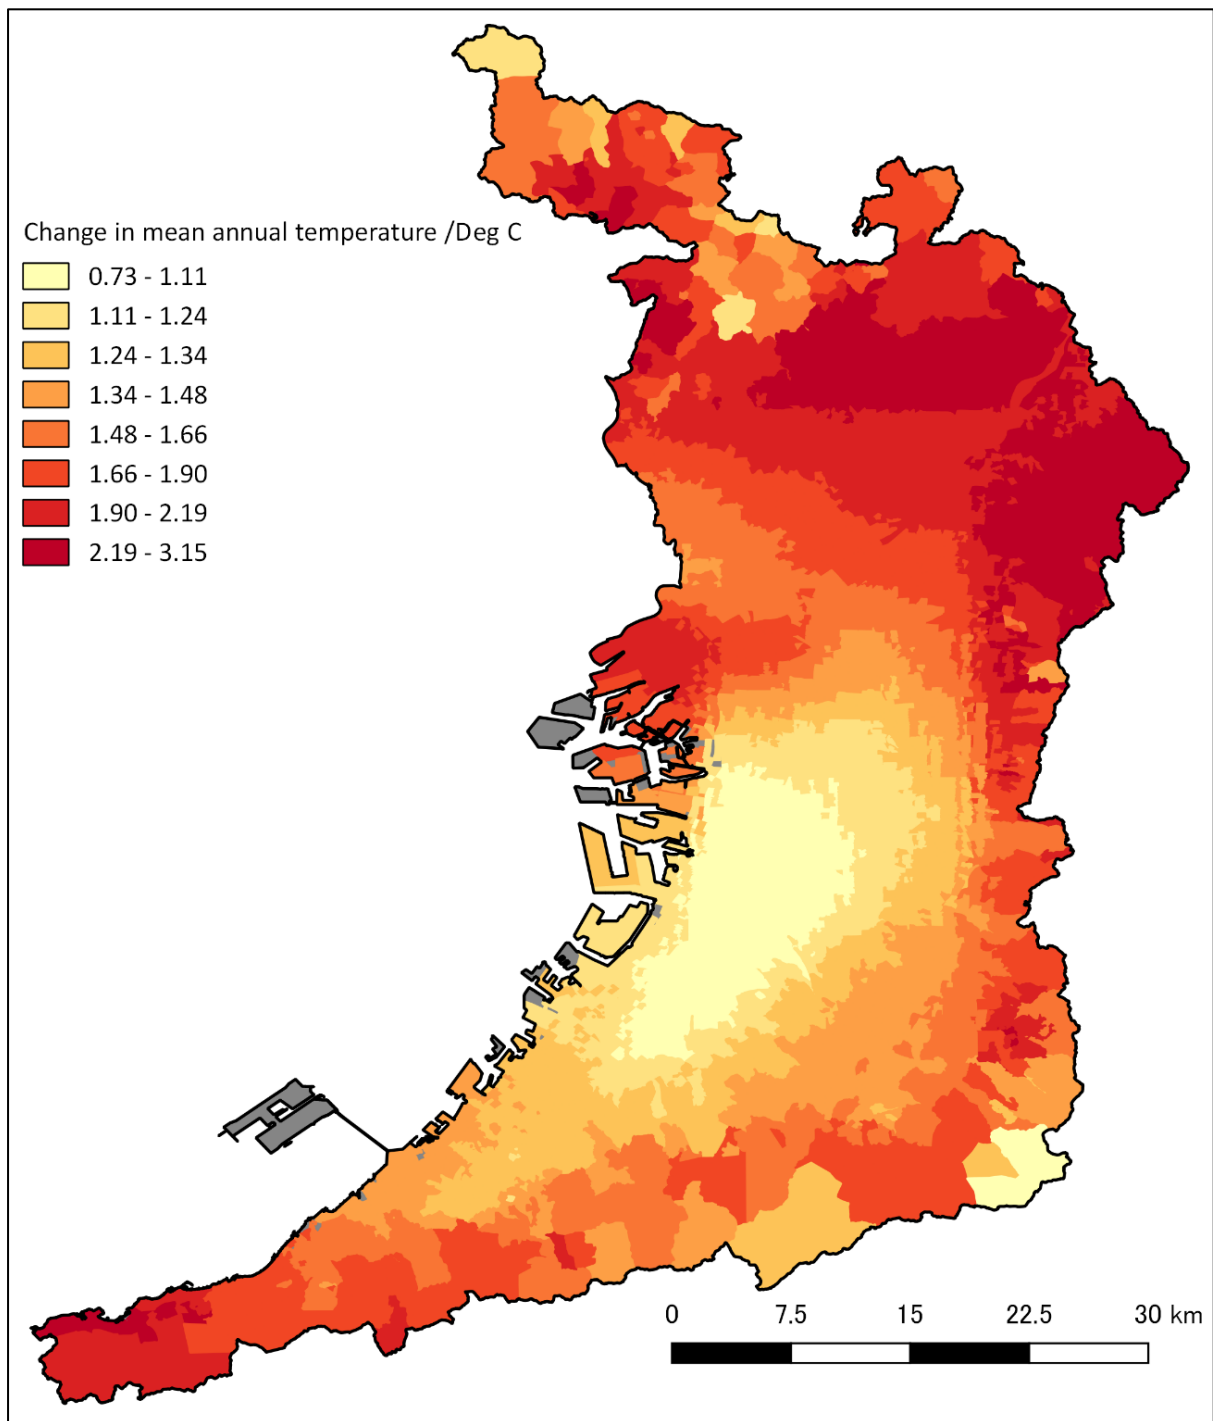 Change in mean annual temperature /Deg C
0.73 - 1.11
1.11 - 1.24
1.24 - 1.34
1.34 - 1.48
1.48 - 1.66
1.66 - 1.90
1.90 - 2.19
2.19 - 3.15
0 7.5 15 22.5 30 km